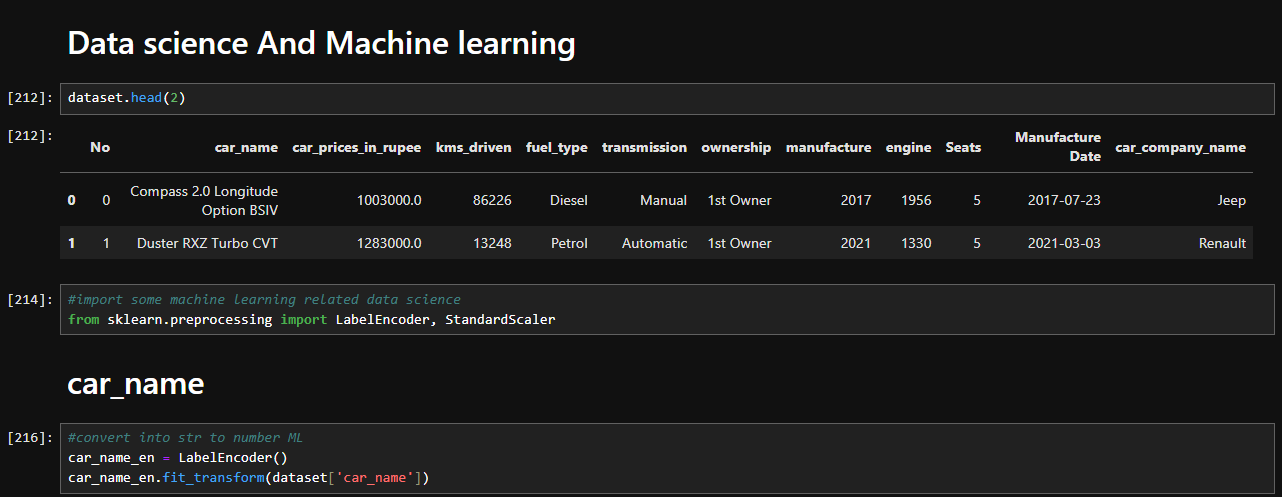 Data science And Machine learning
[212]: dataset.head(2)
[212]:
No car_name car_prices_in_rupee kms_driven fuel_type transmission ownership manufacture engine Seats Manufacture Date car_company_name
0 0 Compass 2.0 Longitude Option BSIV 1003000.0 86226 Diesel Manual 1st Owner 2017 1956 5 2017-07-23 Jeep
1 1 Duster RXZ Turbo CVT 1283000.0 13248 Petrol Automatic 1st Owner 2021 1330 5 2021-03-03 Renault
[214]: #import some machine learning related data science
from sklearn.preprocessing import LabelEncoder, StandardScaler
car_name
[216]: #convert into str to number ML
car_name_en = LabelEncoder()
car_name_en.fit_transform(dataset['car_name'])